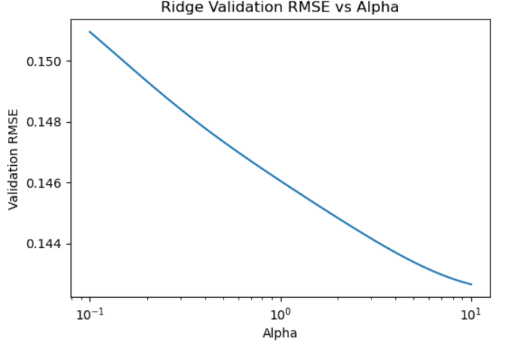 Ridge Validation RMSE vs Alpha
0.150
0.148
0.146
0.144
Validation RMSE
10⁻¹
10⁰
10¹
Alpha